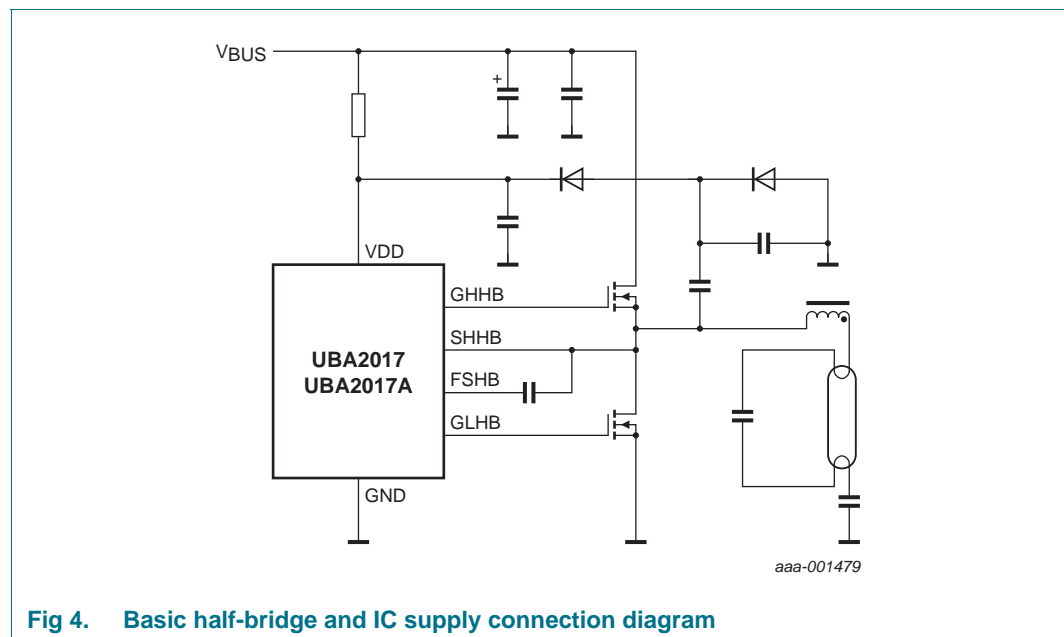 VBUS
+
VDD
GHHB
SHHB
UBA2017
UBA2017A
FSHB
GLHB
GND
aaa-001479
Fig 4. Basic half-bridge and IC supply connection diagram